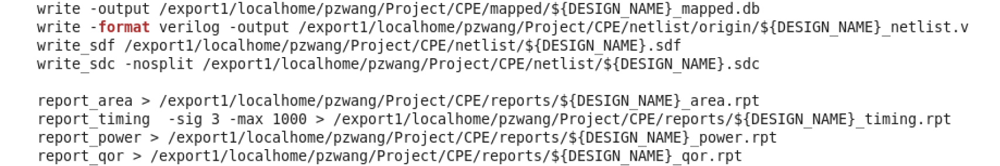 write -output /export1/localhome/pzwang/Project/CPE/mapped/${DESIGN_NAME}_mapped.db
write -format verilog -output /export1/localhome/pzwang/Project/CPE/netlist/origin/${DESIGN_NAME}_netlist.v
write_sdf /export1/localhome/pzwang/Project/CPE/netlist/${DESIGN_NAME}.sdf
write_sdc -nosplit /export1/localhome/pzwang/Project/CPE/netlist/${DESIGN_NAME}.sdc

report_area > /export1/localhome/pzwang/Project/CPE/reports/${DESIGN_NAME}_area.rpt
report_timing  -sig 3 -max 1000 > /export1/localhome/pzwang/Project/CPE/reports/${DESIGN_NAME}_timing.rpt
report_power > /export1/localhome/pzwang/Project/CPE/reports/${DESIGN_NAME}_power.rpt
report_qor > /export1/localhome/pzwang/Project/CPE/reports/${DESIGN_NAME}_qor.rpt